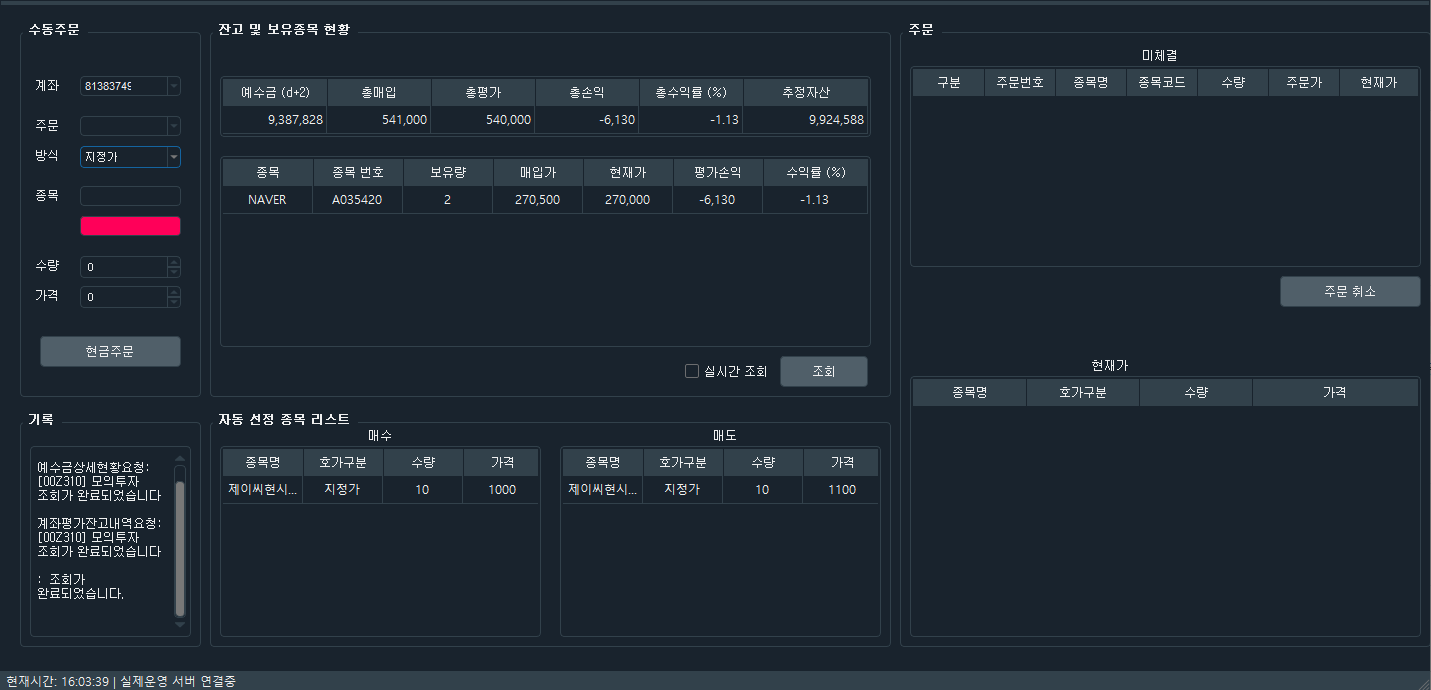 수동주문
계좌 81383749
주문
방식 지정가
종목
수량 0
가격 0
현금주문
잔고 및 보유종목 현황
예수금 (d+2) 총매입 총평가 총손익 총수익률 (%) 추정자산
9,387,828 541,000 540,000 -6,130 -1.13 9,924,588
종목 종목 번호 보유량 매입가 현재가 평가손익 수익률 (%)
NAVER A035420 2 270,500 270,000 -6,130 -1.13
실시간 조회 조회
주문
미체결
구분 주문번호 종목명 종목코드 수량 주문가 현재가
주문 취소
현재가
종목명 호가구분 수량 가격
기록
예수금상세현황요청:
[00Z310] 모의투자
조회가 완료되었습니다
계좌평가잔고내역요청:
[00Z310] 모의투자
조회가 완료되었습니다
: 조회가
완료되었습니다.
자동 선정 종목 리스트
매수
종목명 호가구분 수량 가격
제이씨현시... 지정가 10 1000
매도
종목명 호가구분 수량 가격
제이씨현시... 지정가 10 1100
현재시간: 16:03:39 | 실제운영 서버 연결중